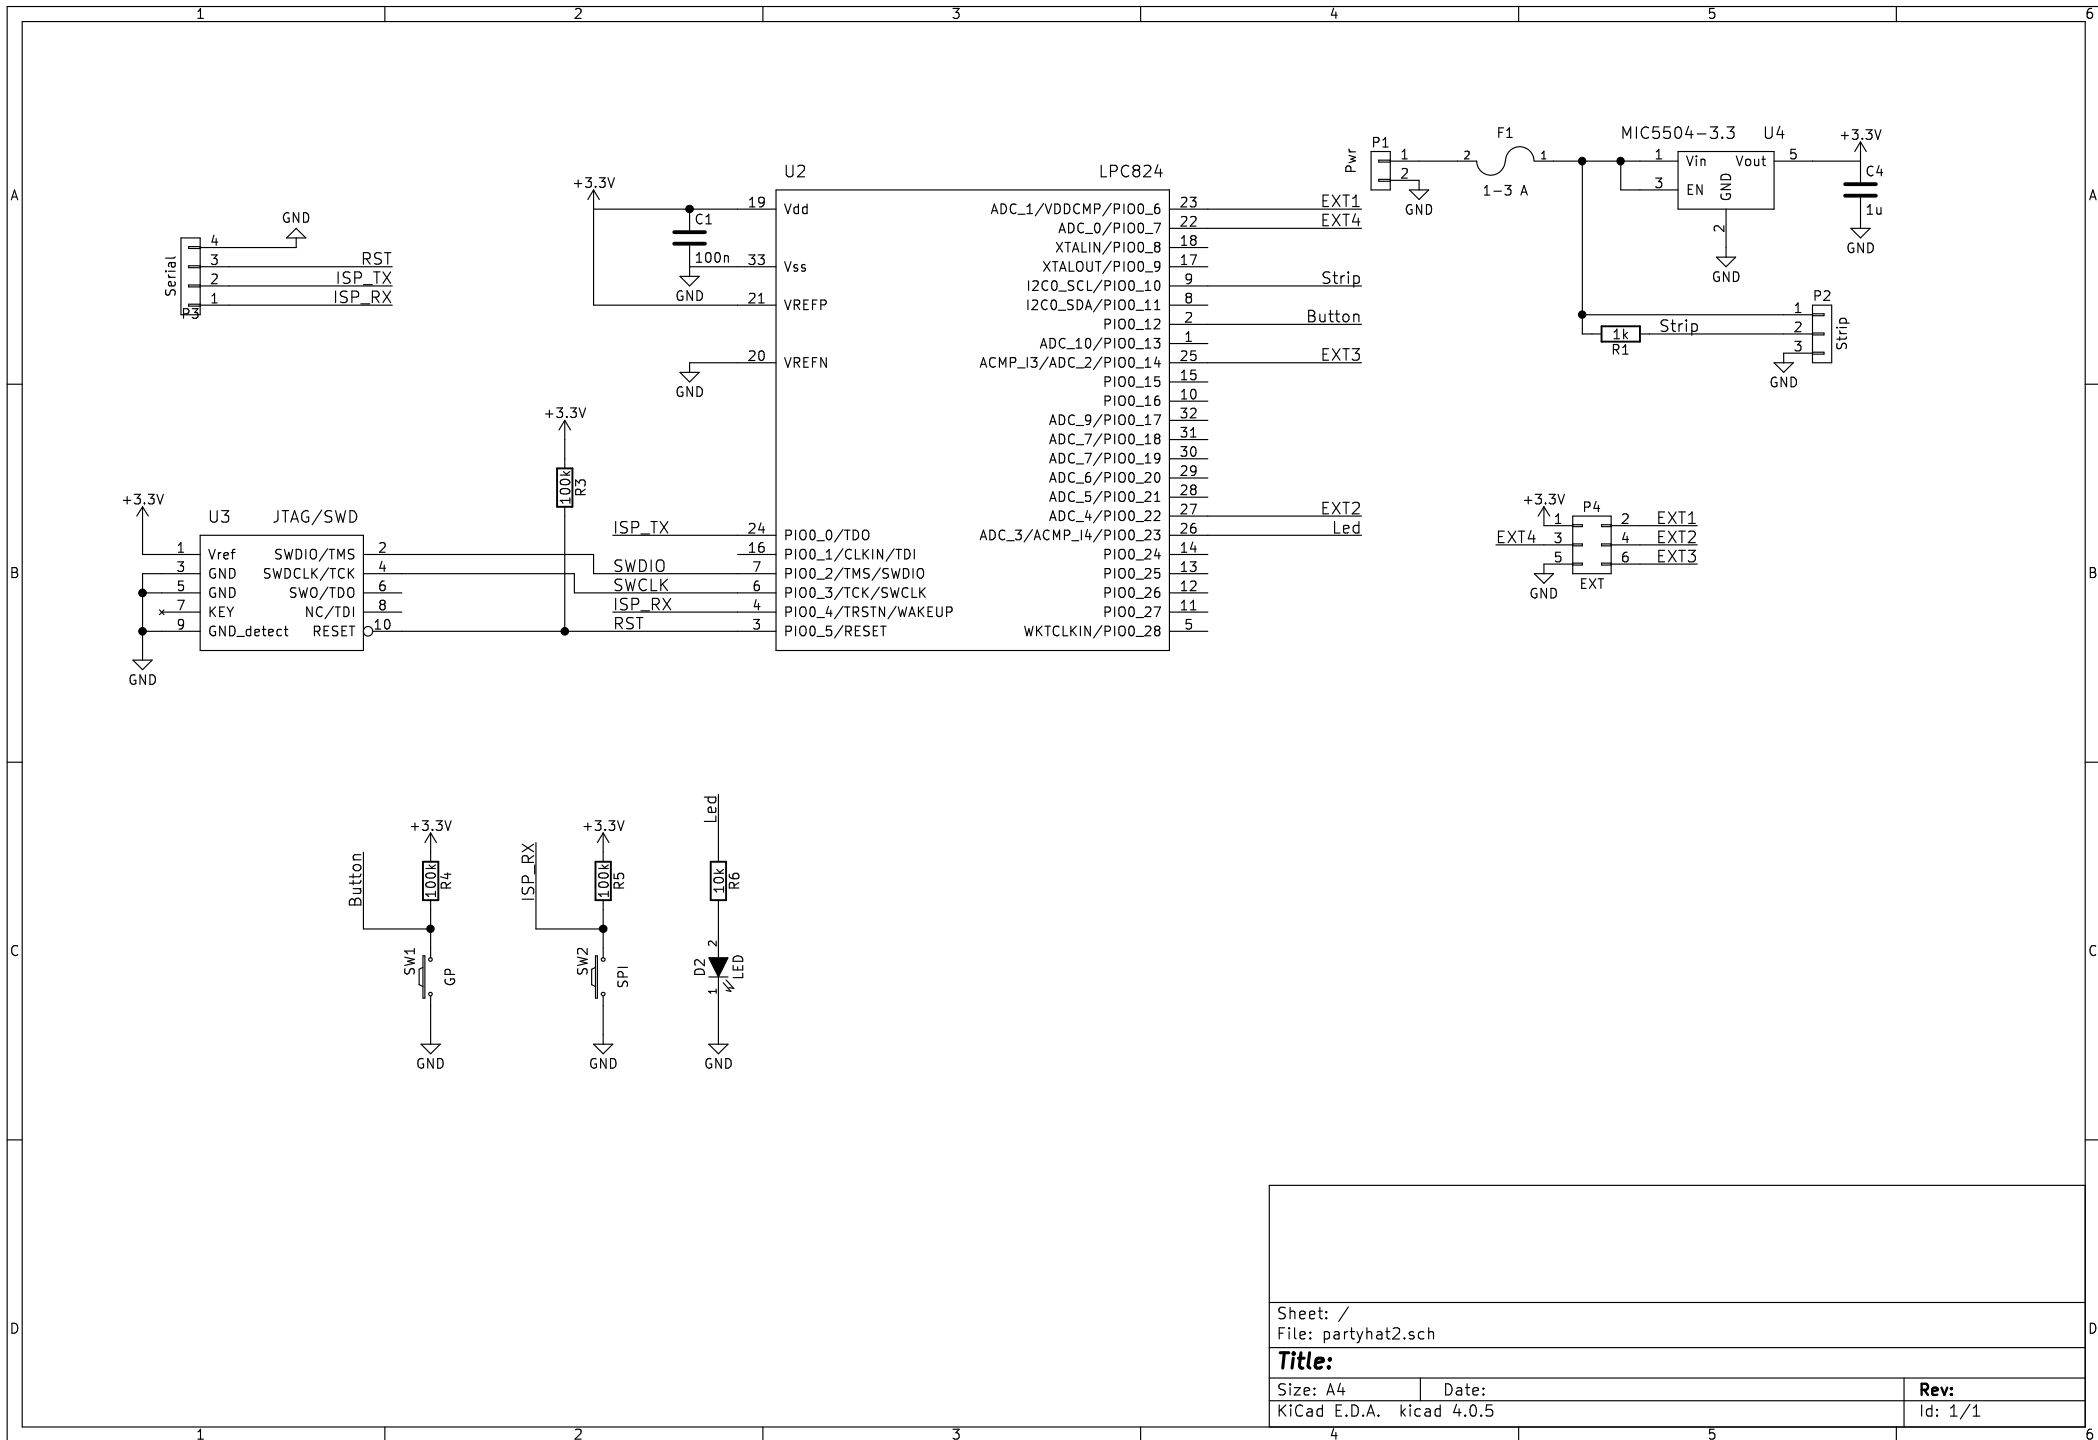 1 2 3 4 5 6
A
B
C
D
A
B
C
D
1 2 3 4 5 6
GND
4
3 RST
2 ISP_TX
1 ISP_RX
Serial
P3
U2 LPC824
+3.3V
C1
100n
GND
GND
19 Vdd
33 Vss
21 VREFP
20 VREFN
ISP_TX 24 PIO0_0/TDO
16 PIO0_1/CLKIN/TDI
SWDIO 7 PIO0_2/TMS/SWDIO
SWCLK 6 PIO0_3/TCK/SWCLK
ISP_RX 4 PIO0_4/TRSTN/WAKEUP
RST 3 PIO0_5/RESET
ADC_1/VDDCMP/PIO0_6 23 EXT1
ADC_0/PIO0_7 22 EXT4
XTALIN/PIO0_8 18
XTALOUT/PIO0_9 17
I2C0_SCL/PIO0_10 9 Strip
I2C0_SDA/PIO0_11 8
PIO0_12 2 Button
ADC_10/PIO0_13 1
ACMP_I3/ADC_2/PIO0_14 25 EXT3
PIO0_15 15
PIO0_16 10
ADC_9/PIO0_17 32
ADC_7/PIO0_18 31
ADC_7/PIO0_19 30
ADC_6/PIO0_20 29
ADC_5/PIO0_21 28
ADC_4/PIO0_22 27 EXT2
ADC_3/ACMP_I4/PIO0_23 26 Led
PIO0_24 14
PIO0_25 13
PIO0_26 12
PIO0_27 11
WKTCLKIN/PIO0_28 5
Pwr
P1
1
2
GND
F1
2 1
1-3 A
MIC5504-3.3 U4
1 Vin Vout 5
3 EN GND
2
GND
+3.3V
C4
1u
GND
P2
1
2
3
Strip
Strip
1k
R1
GND
+3.3V
100k
R3
+3.3V
U3 JTAG/SWD
1 Vref SWDIO/TMS 2
3 GND SWDCLK/TCK 4
5 GND SWO/TDO 6
7 KEY NC/TDI 8
9 GND_detect RESET 10
GND
+3.3V P4
1 2 EXT1
EXT4 3 4 EXT2
5 6 EXT3
GND
EXT
+3.3V
Button
100k
R4
SW1
GP
GND
+3.3V
ISP_RX
100k
R5
SW2
SPI
GND
Led
10k
R6
2
D2
LED
1
GND
Sheet: /
File: partyhat2.sch
Title:
Size: A4 Date: Rev:
KiCad E.D.A. kicad 4.0.5 Id: 1/1